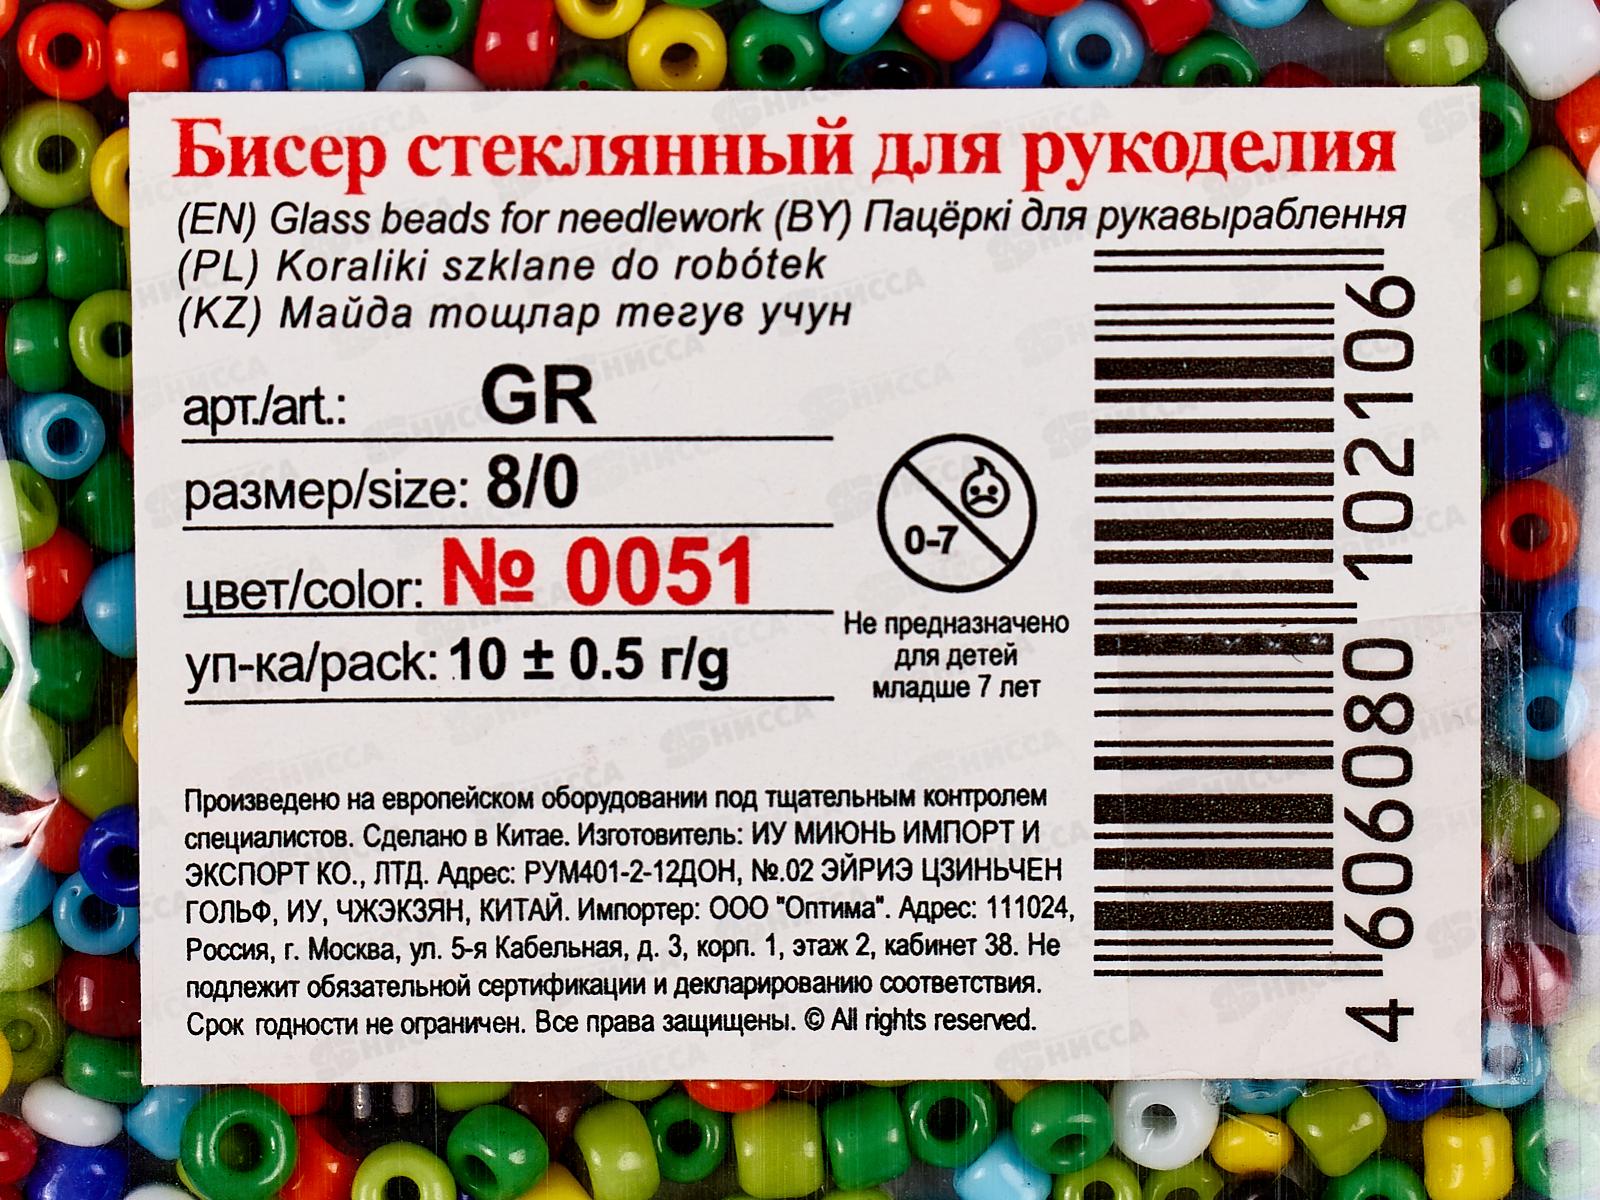 Бисер стеклянный для рукоделия
(EN) Glass beads for needlework (BY) Пацёркі для рукавыраблення
(PL) Koraliki szklane do robótek
(KZ) Майда тощлар тегув учун
арт./art.: GR
размер/size: 8/0
цвет/color: № 0051
уп-ка/pack: 10 ± 0.5 г/g
0-7
Не предназначено
для детей
младше 7 лет
Произведено на европейском оборудовании под тщательным контролем
специалистов. Сделано в Китае. Изготовитель: ИУ МИЮНЬ ИМПОРТ И
ЭКСПОРТ КО., ЛТД. Адрес: РУМ401-2-12ДОН, №.02 ЭЙРИЭ ЦЗИНЬЧЕН
ГОЛЬФ, ИУ, ЧЖЭКЗЯН, КИТАЙ. Импортер: ООО "Оптима". Адрес: 111024,
Россия, г. Москва, ул. 5-я Кабельная, д. 3, корп. 1, этаж 2, кабинет 38. Не
подлежит обязательной сертификации и декларированию соответствия.
Срок годности не ограничен. Все права защищены. © All rights reserved.
4 606080 102106
НИССА